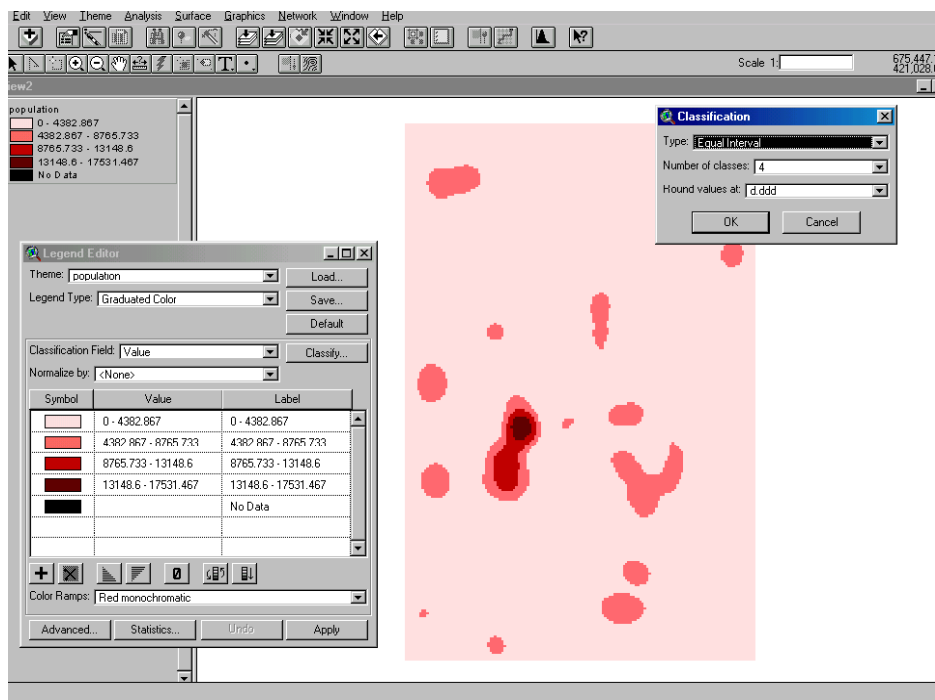 Edit View Theme Analysis Surface Graphics Network Window Help
T.
Scale 1:
675,447.
421,028.
iew2
population
0 - 4382.867
4382.867 - 8765.733
8765.733 - 13148.6
13148.6 - 17531.467
No Data
Classification
Type: Equal Interval
Number of classes: 4
Hound values at: d.ddd
OK Cancel
Legend Editor
Theme: population
Load...
Legend Type: Graduated Color
Save...
Default
Classification Field: Value
Classify...
Normalize by: <None>
Symbol Value Label
0 - 4382.867 0 - 4382.867
4382.867 - 8765.733 4382.867 - 8765.733
8765.733 - 13148.6 8765.733 - 13148.6
13148.6 - 17531.467 13148.6 - 17531.467
No Data
Color Ramps: Red monochromatic
Advanced... Statistics... Undo Apply